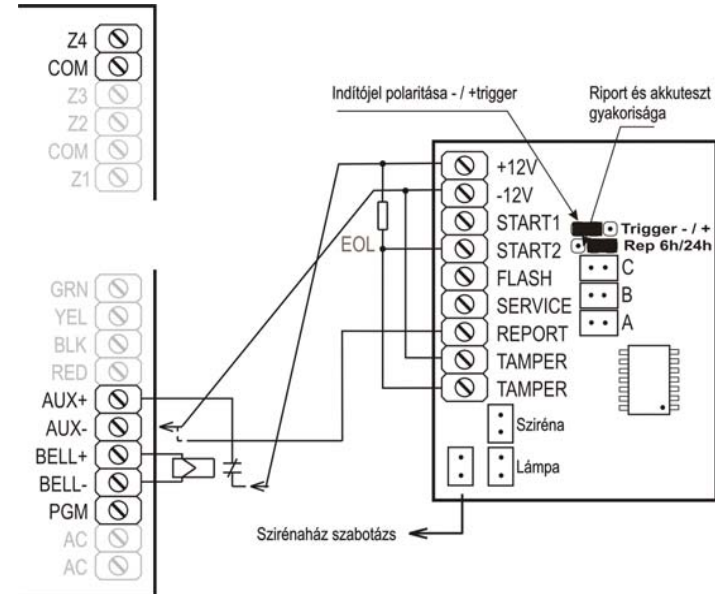 Z4
COM
Z3
Z2
COM
Z1
GRN
YEL
BLK
RED
AUX+
AUX-
BELL+
BELL-
PGM
AC
AC
Indítójel polaritása - / +trigger
Riport és akkuteszt
gyakorisága
+12V
-12V
START1
START2
FLASH
SERVICE
REPORT
TAMPER
TAMPER
EOL
Trigger - / +
Rep 6h/24h
C
B
A
Sziréna
Lámpa
Szirénaház szabotázs